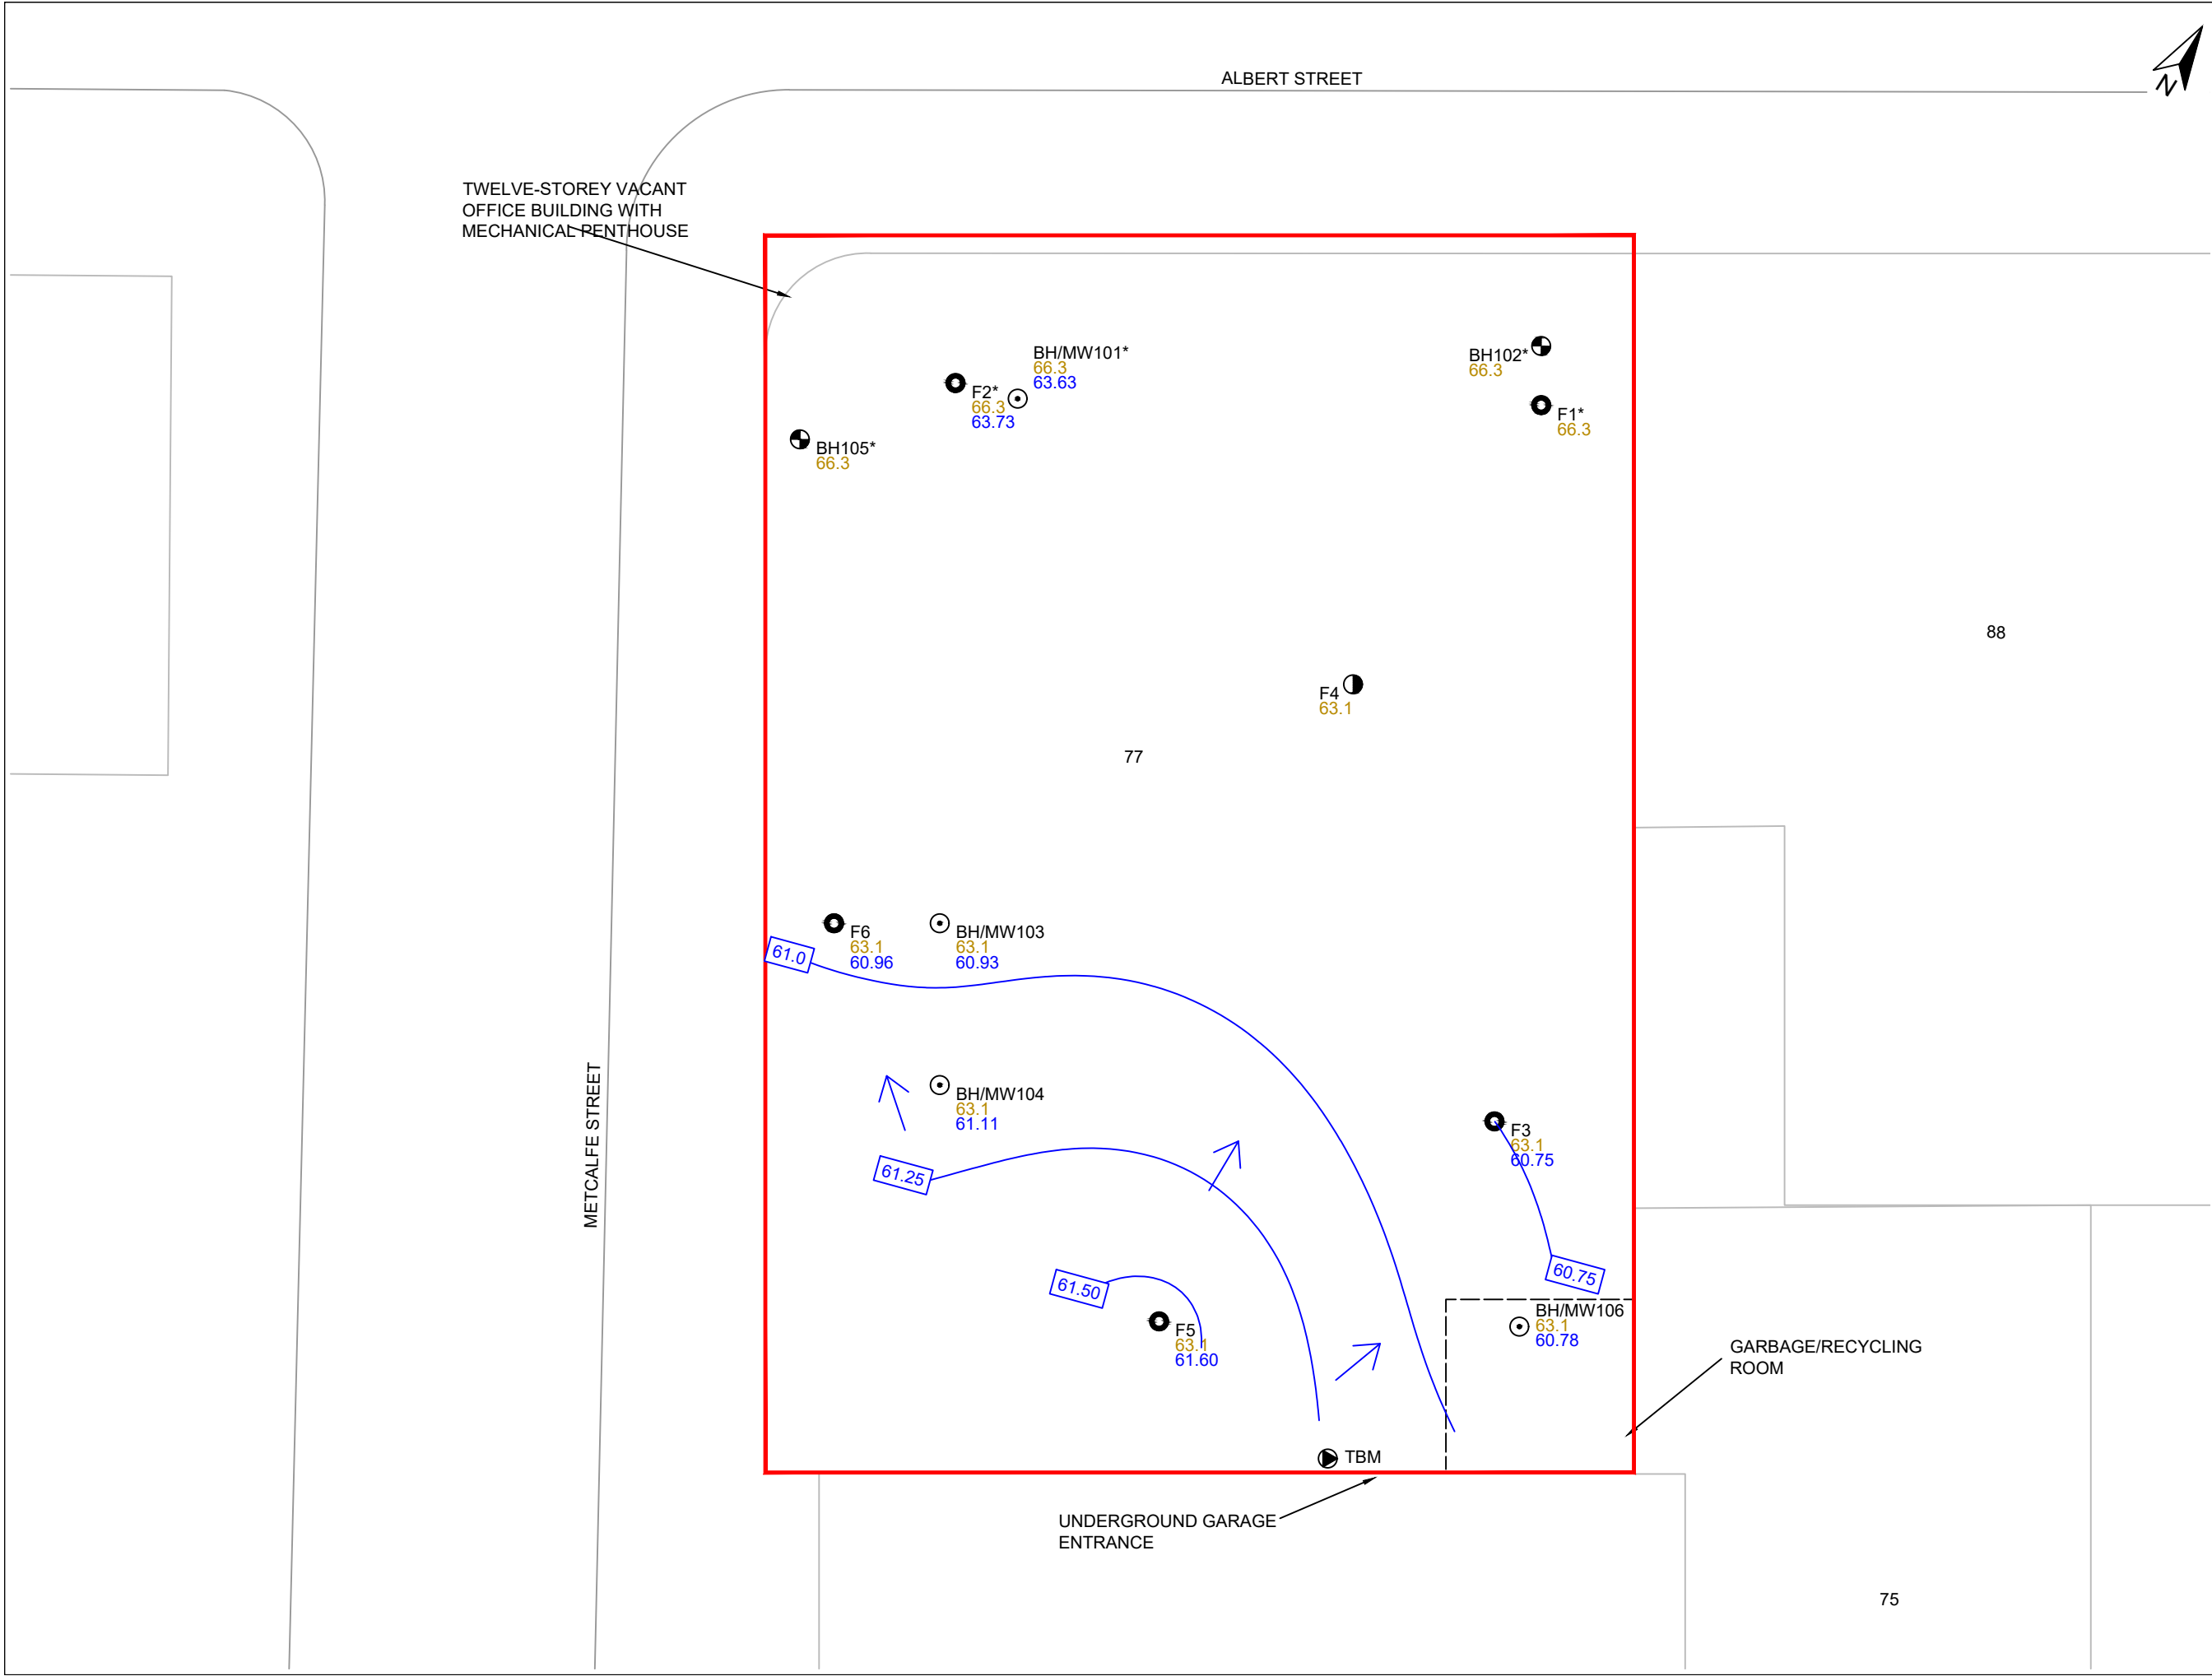 ALBERT STREET
N
TWELVE-STOREY VACANT
OFFICE BUILDING WITH
MECHANICAL PENTHOUSE
BH/MW101*
66.3
63.63
BH102*
66.3
F2*
66.3
63.73
F1*
66.3
BH105*
66.3
88
F4
63.1
77
F6
63.1
60.96
BH/MW103
63.1
60.93
61.0
METCALFE STREET
BH/MW104
63.1
61.11
F3
63.1
60.75
61.25
61.50
60.75
F5
63.1
61.60
BH/MW106
63.1
60.78
GARBAGE/RECYCLING
ROOM
TBM
UNDERGROUND GARAGE
ENTRANCE
75